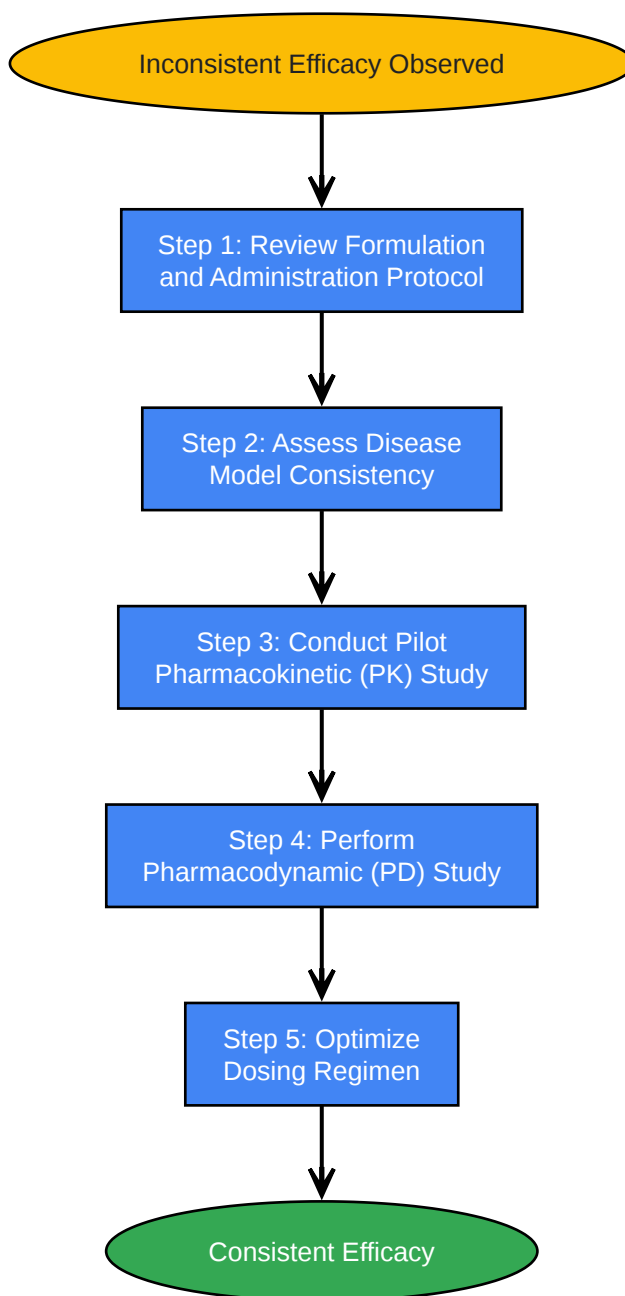 Inconsistent Efficacy Observed
Step 1: Review Formulation
and Administration Protocol
Step 2: Assess Disease
Model Consistency
Step 3: Conduct Pilot
Pharmacokinetic (PK) Study
Step 4: Perform
Pharmacodynamic (PD) Study
Step 5: Optimize
Dosing Regimen
Consistent Efficacy